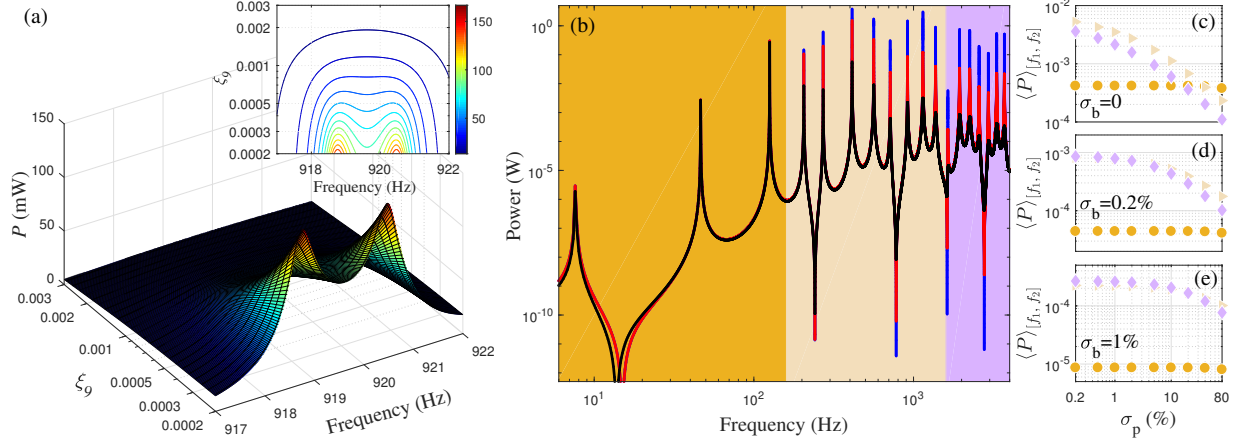 (a)
ξ9
0.0002
0.0003
0.0005
0.001
0.002
0.003
918
920
922
Frequency (Hz)
50
100
150
P (mW)
0
50
100
150
0.003
0.002
0.001
0.0005
0.0003
0.0002
ξ9
917
918
919
920
921
922
Frequency (Hz)
(b)
Power (W)
10^0
10^-5
10^-10
10^1
10^2
10^3
Frequency (Hz)
(c)
⟨P⟩[f1, f2]
10^-2
10^-3
10^-4
σb=0
(d)
⟨P⟩[f1, f2]
10^-3
10^-4
σb=0.2%
(e)
⟨P⟩[f1, f2]
10^-4
10^-5
σb=1%
0.2
1
10
80
σp (%)